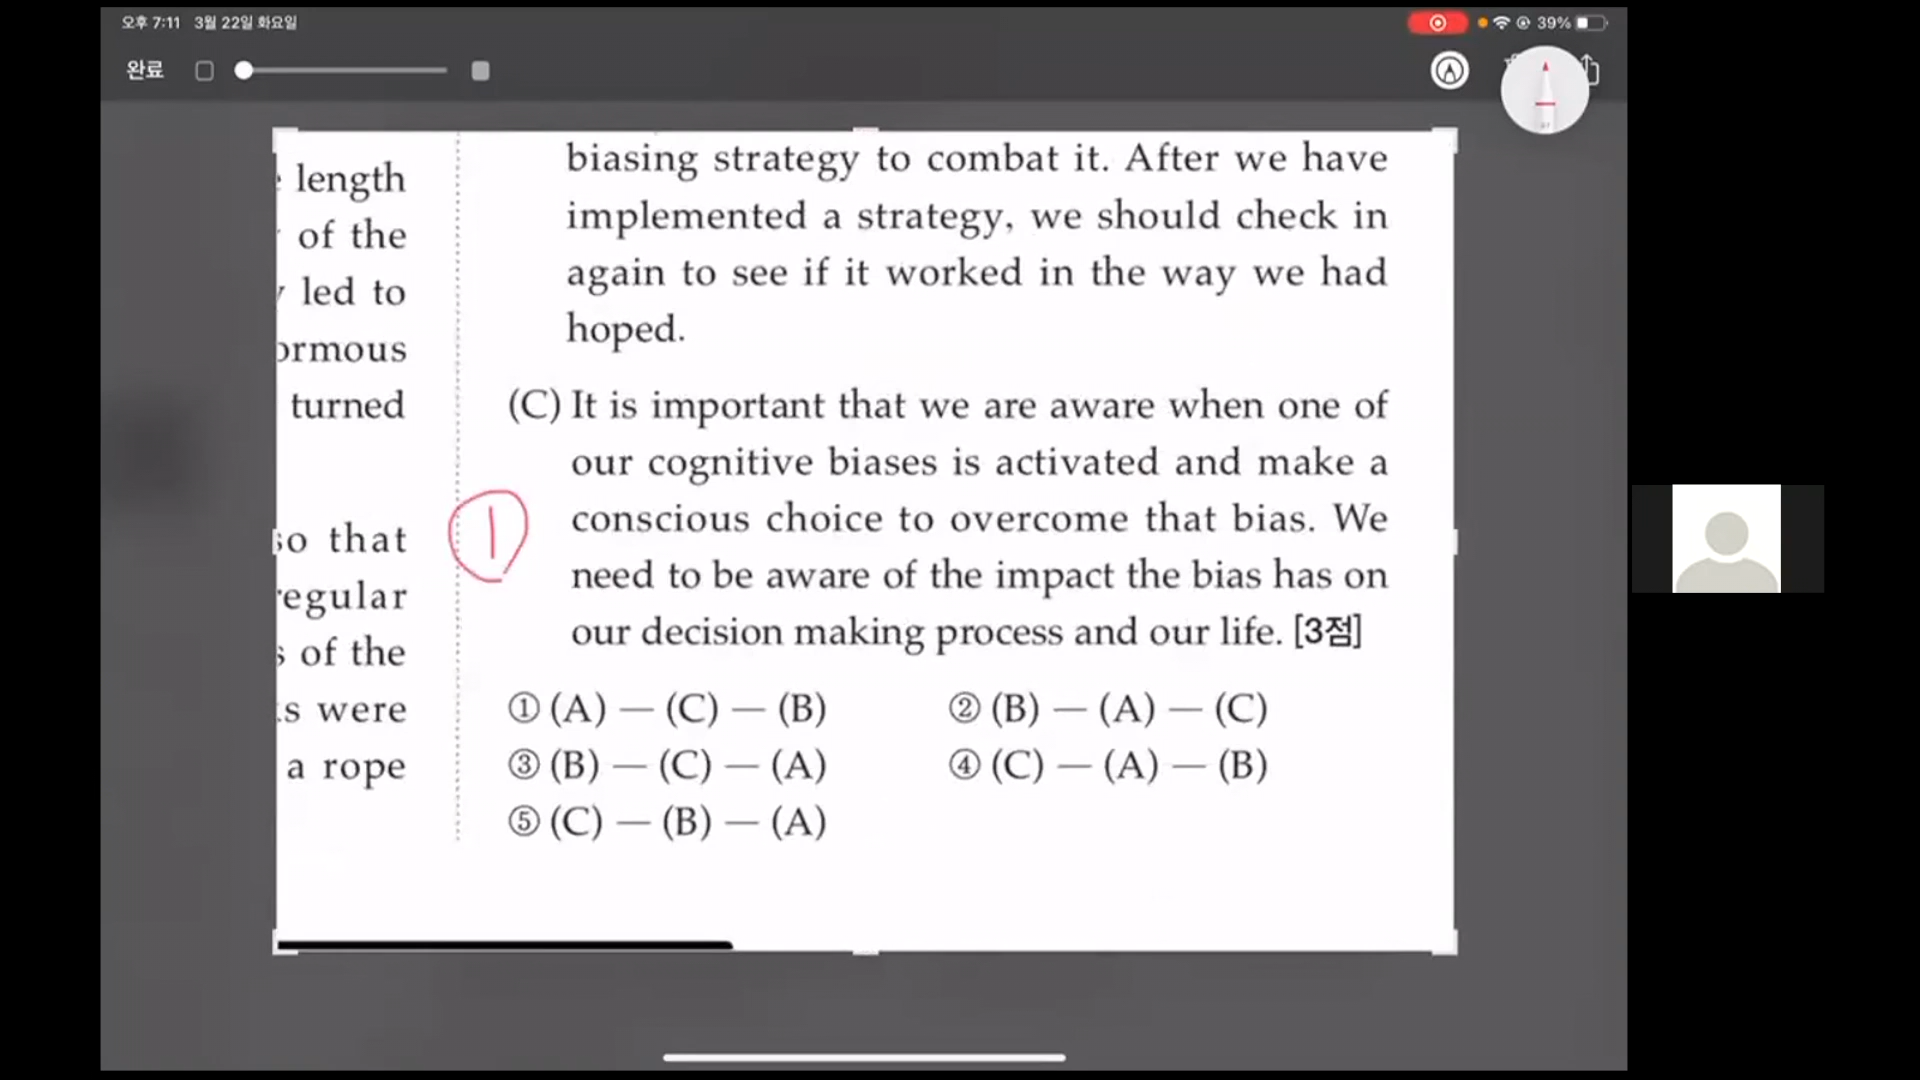 오후 7:11 3월 22일 화요일
39%
완료
length
of the
led to
ormous
turned
so that
regular
of the
were
a rope
biasing strategy to combat it. After we have
implemented a strategy, we should check in
again to see if it worked in the way we had
hoped.
(C) It is important that we are aware when one of
our cognitive biases is activated and make a
conscious choice to overcome that bias. We
need to be aware of the impact the bias has on
our decision making process and our life. [3점]
1
① (A) — (C) — (B)
② (B) — (A) — (C)
③ (B) — (C) — (A)
④ (C) — (A) — (B)
⑤ (C) — (B) — (A)